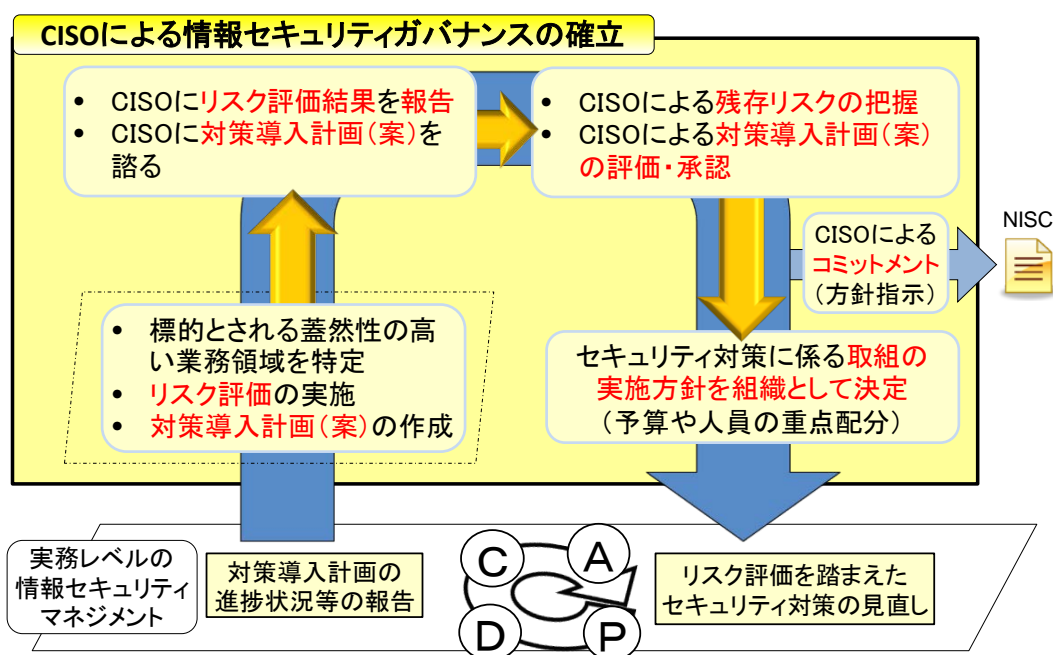 CISOによる情報セキュリティガバナンスの確立
• CISOにリスク評価結果を報告
• CISOに対策導入計画（案）を
諮る
• CISOによる残存リスクの把握
• CISOによる対策導入計画（案）
の評価・承認
CISOによる
コミットメント
（方針指示）
NISC
• 標的とされる蓋然性の高
い業務領域を特定
• リスク評価の実施
• 対策導入計画（案）の作成
セキュリティ対策に係る取組の
実施方針を組織として決定
（予算や人員の重点配分）
実務レベルの
情報セキュリティ
マネジメント
対策導入計画の
進捗状況等の報告
C
A
D
P
リスク評価を踏まえた
セキュリティ対策の見直し